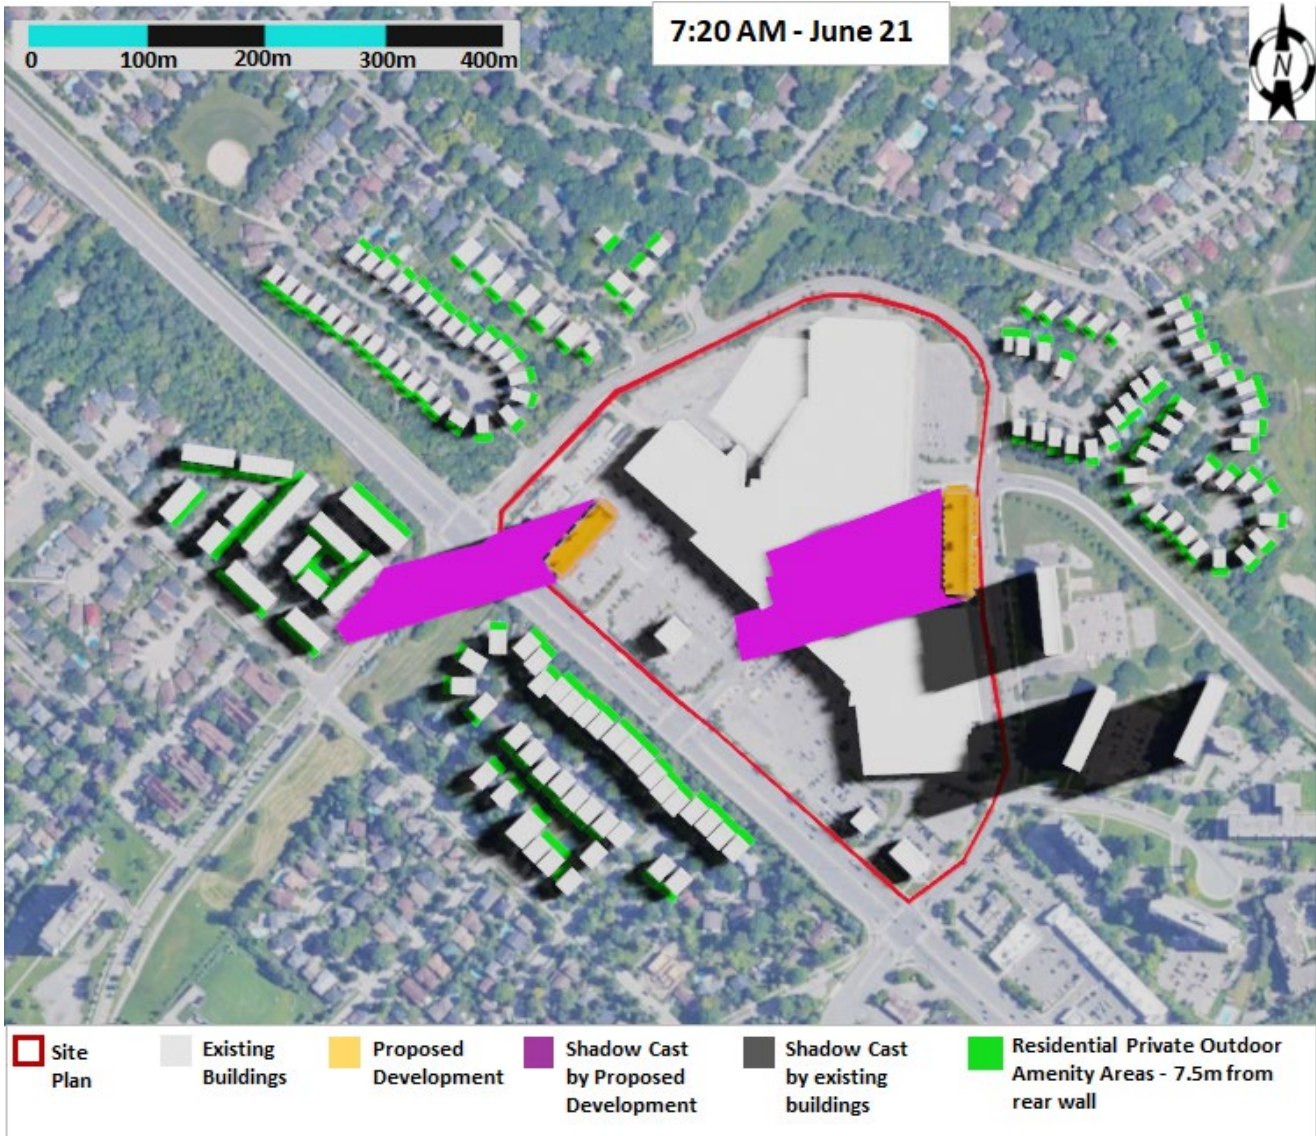 7:20 AM - June 21
N
0 100m 200m 300m 400m
Site
Plan
Existing
Buildings
Proposed
Development
Shadow Cast
by Proposed
Development
Shadow Cast
by existing
buildings
Residential Private Outdoor
Amenity Areas - 7.5m from
rear wall